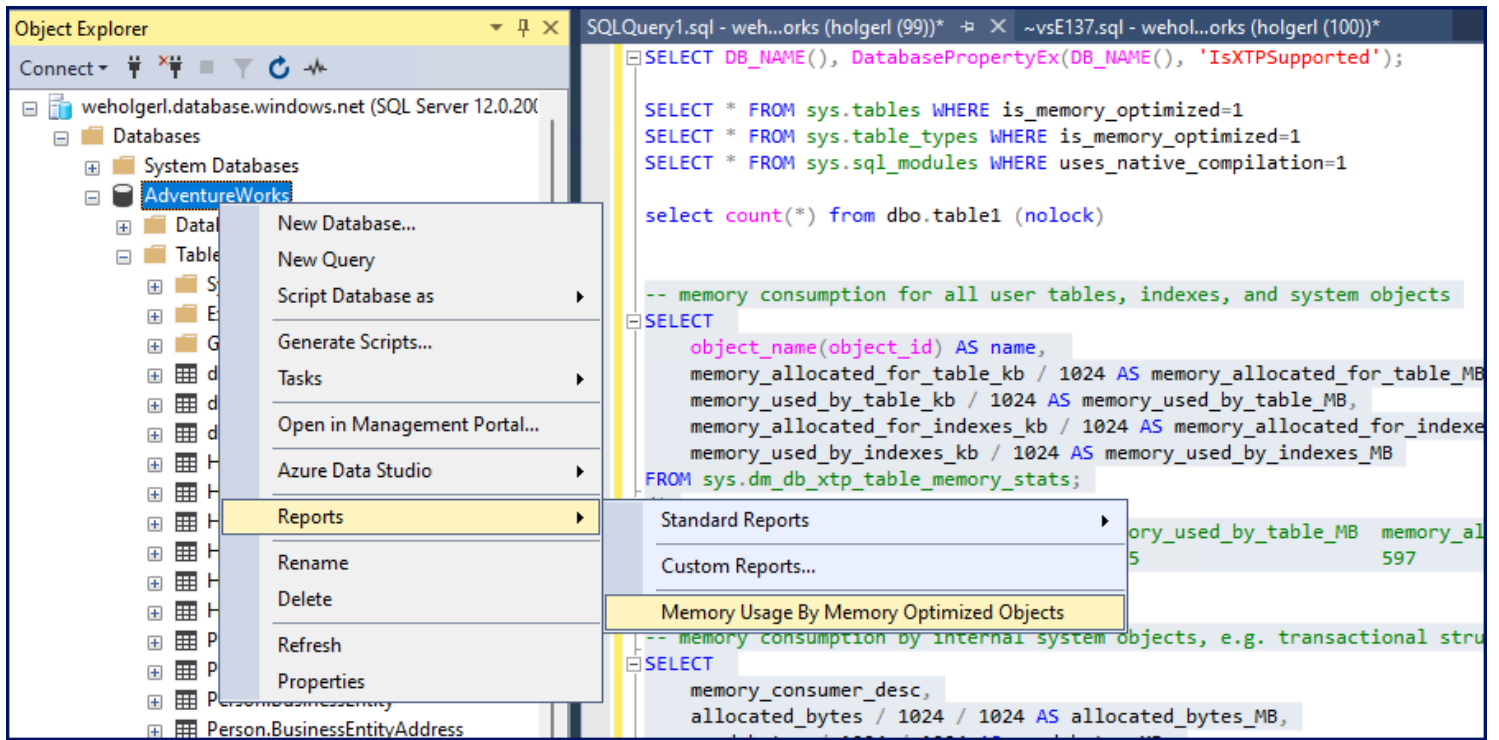 Object Explorer
Connect
weholgerl.database.windows.net (SQL Server 12.0.200
Databases
System Databases
AdventureWorks
Datal
Table
S
E
G
d
d
d
H
H
H
H
H
H
P
P
Person.BusinessEntity
Person.BusinessEntityAddress
New Database...
New Query
Script Database as
Generate Scripts...
Tasks
Open in Management Portal...
Azure Data Studio
Reports
Rename
Delete
Refresh
Properties
Standard Reports
Custom Reports...
Memory Usage By Memory Optimized Objects
SQLQuery1.sql - weh...orks (holgerl (99))*
~vsE137.sql - wehol...orks (holgerl (100))*
SELECT DB_NAME(), DatabasePropertyEx(DB_NAME(), 'IsXTPSupported');
SELECT * FROM sys.tables WHERE is_memory_optimized=1
SELECT * FROM sys.table_types WHERE is_memory_optimized=1
SELECT * FROM sys.sql_modules WHERE uses_native_compilation=1
select count(*) from dbo.table1 (nolock)
-- memory consumption for all user tables, indexes, and system objects
SELECT
object_name(object_id) AS name,
memory_allocated_for_table_kb / 1024 AS memory_allocated_for_table_MB
memory_used_by_table_kb / 1024 AS memory_used_by_table_MB,
memory_allocated_for_indexes_kb / 1024 AS memory_allocated_for_indexe
memory_used_by_indexes_kb / 1024 AS memory_used_by_indexes_MB
FROM sys.dm_db_xtp_table_memory_stats;
ory_used_by_table_MB memory_al
5 597
-- memory consumption by internal system objects, e.g. transactional stru
SELECT
memory_consumer_desc,
allocated_bytes / 1024 / 1024 AS allocated_bytes_MB,